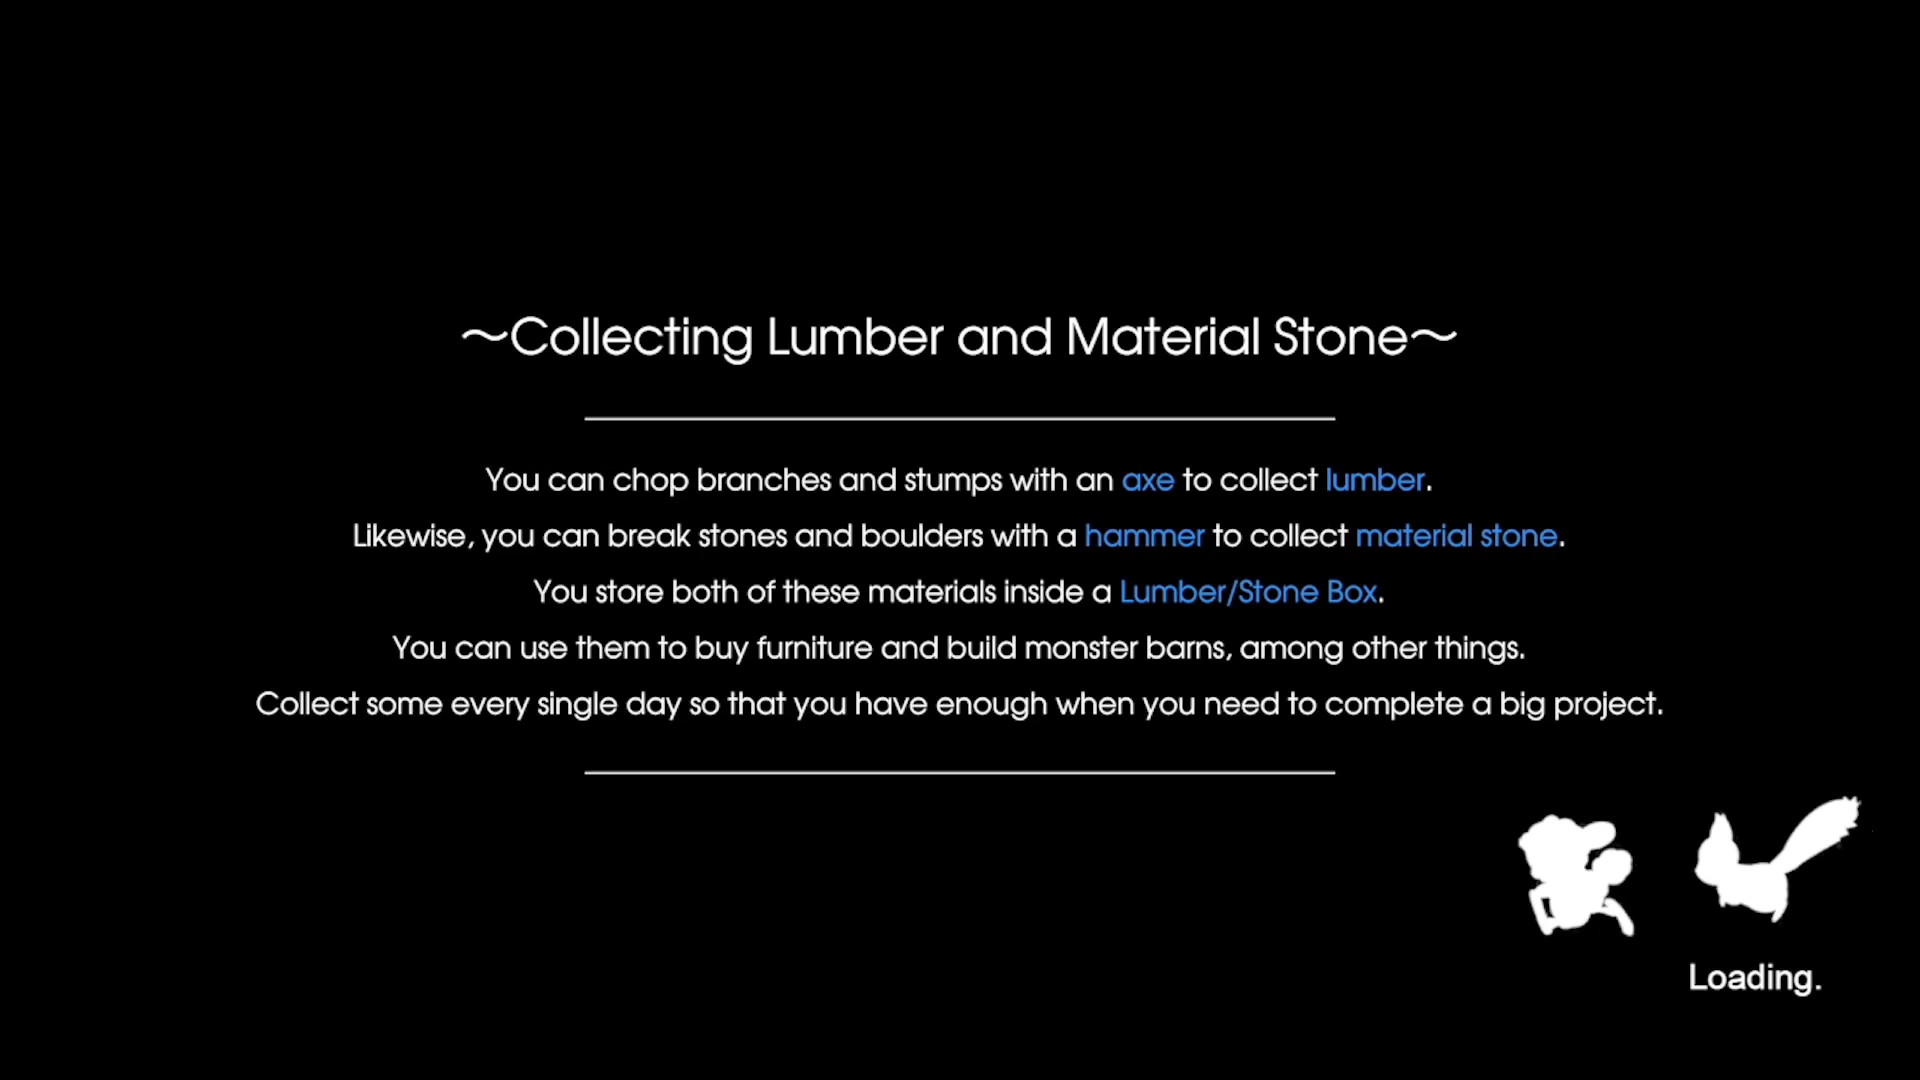 ～Collecting Lumber and Material Stone～
You can chop branches and stumps with an axe to collect lumber.
Likewise, you can break stones and boulders with a hammer to collect material stone.
You store both of these materials inside a Lumber/Stone Box.
You can use them to buy furniture and build monster barns, among other things.
Collect some every single day so that you have enough when you need to complete a big project.
Loading.